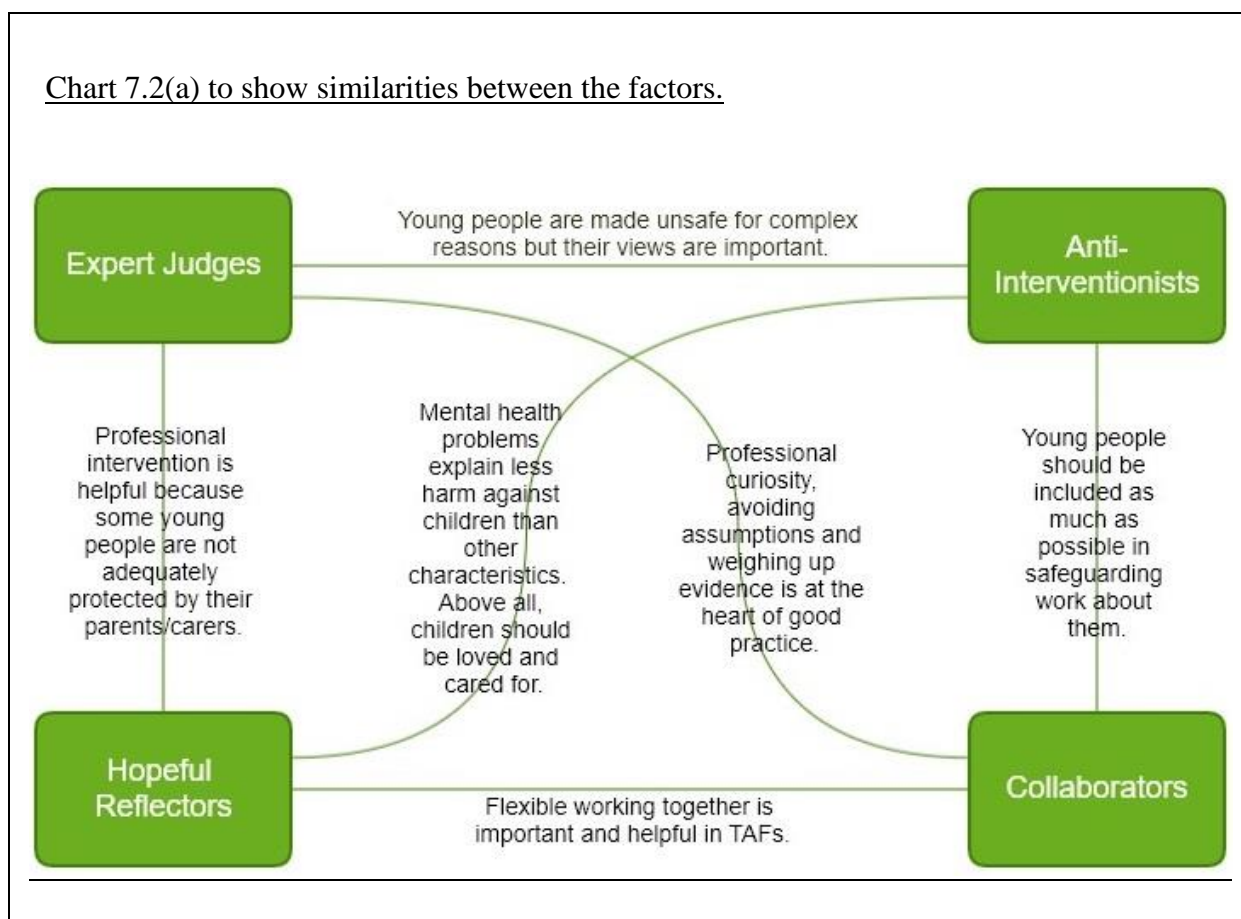 Chart 7.2(a) to show similarities between the factors.
Expert Judges
Young people are made unsafe for complex
reasons but their views are important.
Anti-
Interventionists
Professional
intervention is
helpful because
some young
people are not
adequately
protected by their
parents/carers.
Mental health
problems
explain less
harm against
children than
other
characteristics.
Above all,
children should
be loved and
cared for.
Professional
curiosity,
avoiding
assumptions and
weighing up
evidence is at the
heart of good
practice.
Young people
should be
included as
much as
possible in
safeguarding
work about
them.
Hopeful
Reflectors
Flexible working together is
important and helpful in TAFs.
Collaborators